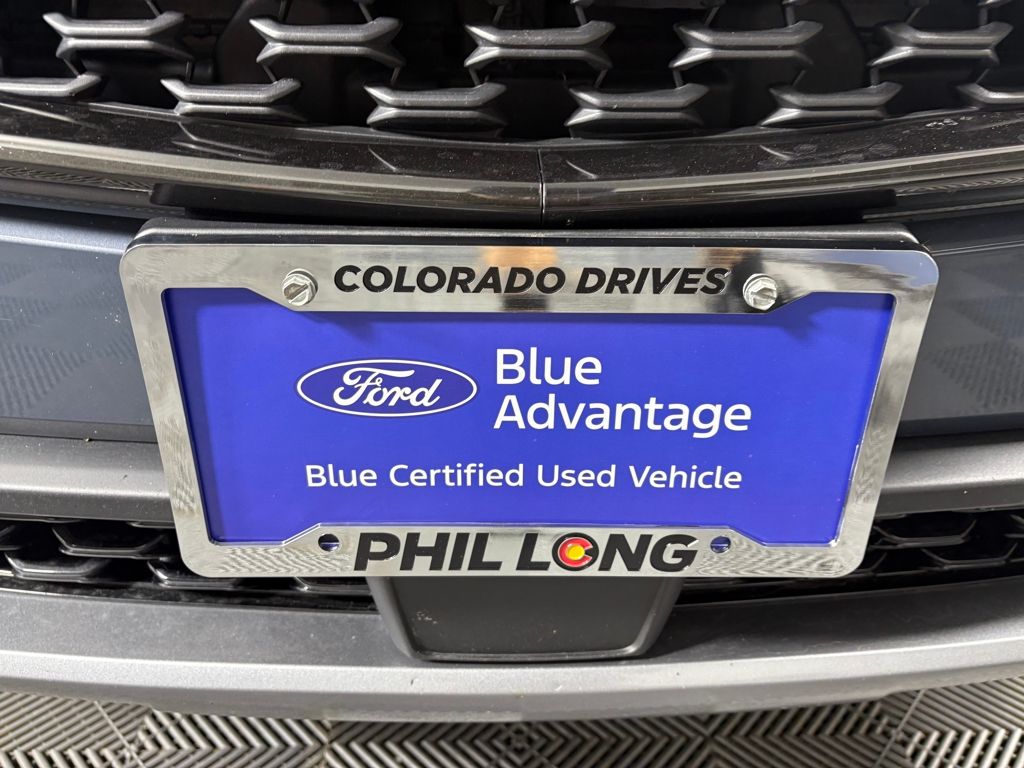 COLORADO DRIVES
Ford
Blue
Advantage
Blue Certified Used Vehicle
PHIL LONG